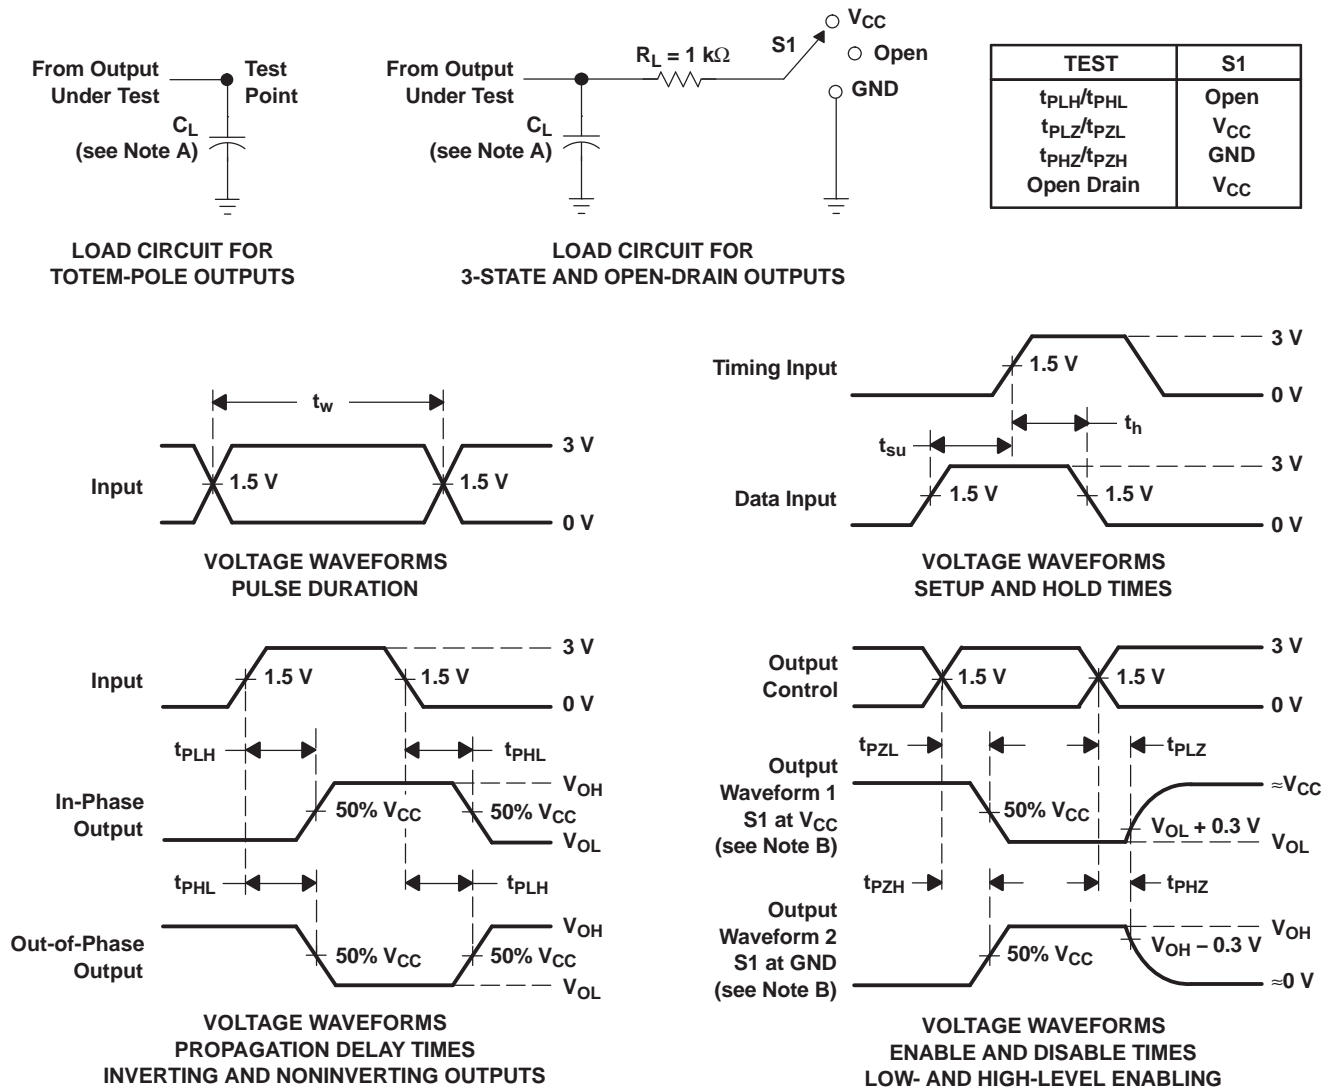 From Output
Under Test
Test
Point
CL
(see Note A)
LOAD CIRCUIT FOR
TOTEM-POLE OUTPUTS
From Output
Under Test
CL
(see Note A)
RL = 1 kΩ
S1
VCC
Open
GND
LOAD CIRCUIT FOR
3-STATE AND OPEN-DRAIN OUTPUTS
TEST S1
tPLH/tPHL Open
tPLZ/tPZL VCC
tPHZ/tPZH GND
Open Drain VCC
tw
Input
1.5 V
1.5 V
3 V
0 V
VOLTAGE WAVEFORMS
PULSE DURATION
Timing Input
1.5 V
3 V
0 V
tsu
th
Data Input
1.5 V
1.5 V
3 V
0 V
VOLTAGE WAVEFORMS
SETUP AND HOLD TIMES
Input
1.5 V
1.5 V
3 V
0 V
tPLH
tPHL
In-Phase
Output
50% VCC
50% VCC
VOH
VOL
tPHL
tPLH
Out-of-Phase
Output
50% VCC
50% VCC
VOH
VOL
VOLTAGE WAVEFORMS
PROPAGATION DELAY TIMES
INVERTING AND NONINVERTING OUTPUTS
Output
Control
1.5 V
1.5 V
3 V
0 V
tPZL
tPLZ
Output
Waveform 1
S1 at VCC
(see Note B)
50% VCC
VOL + 0.3 V
≈VCC
VOL
tPZH
tPHZ
Output
Waveform 2
S1 at GND
(see Note B)
50% VCC
VOH − 0.3 V
VOH
≈0 V
VOLTAGE WAVEFORMS
ENABLE AND DISABLE TIMES
LOW- AND HIGH-LEVEL ENABLING